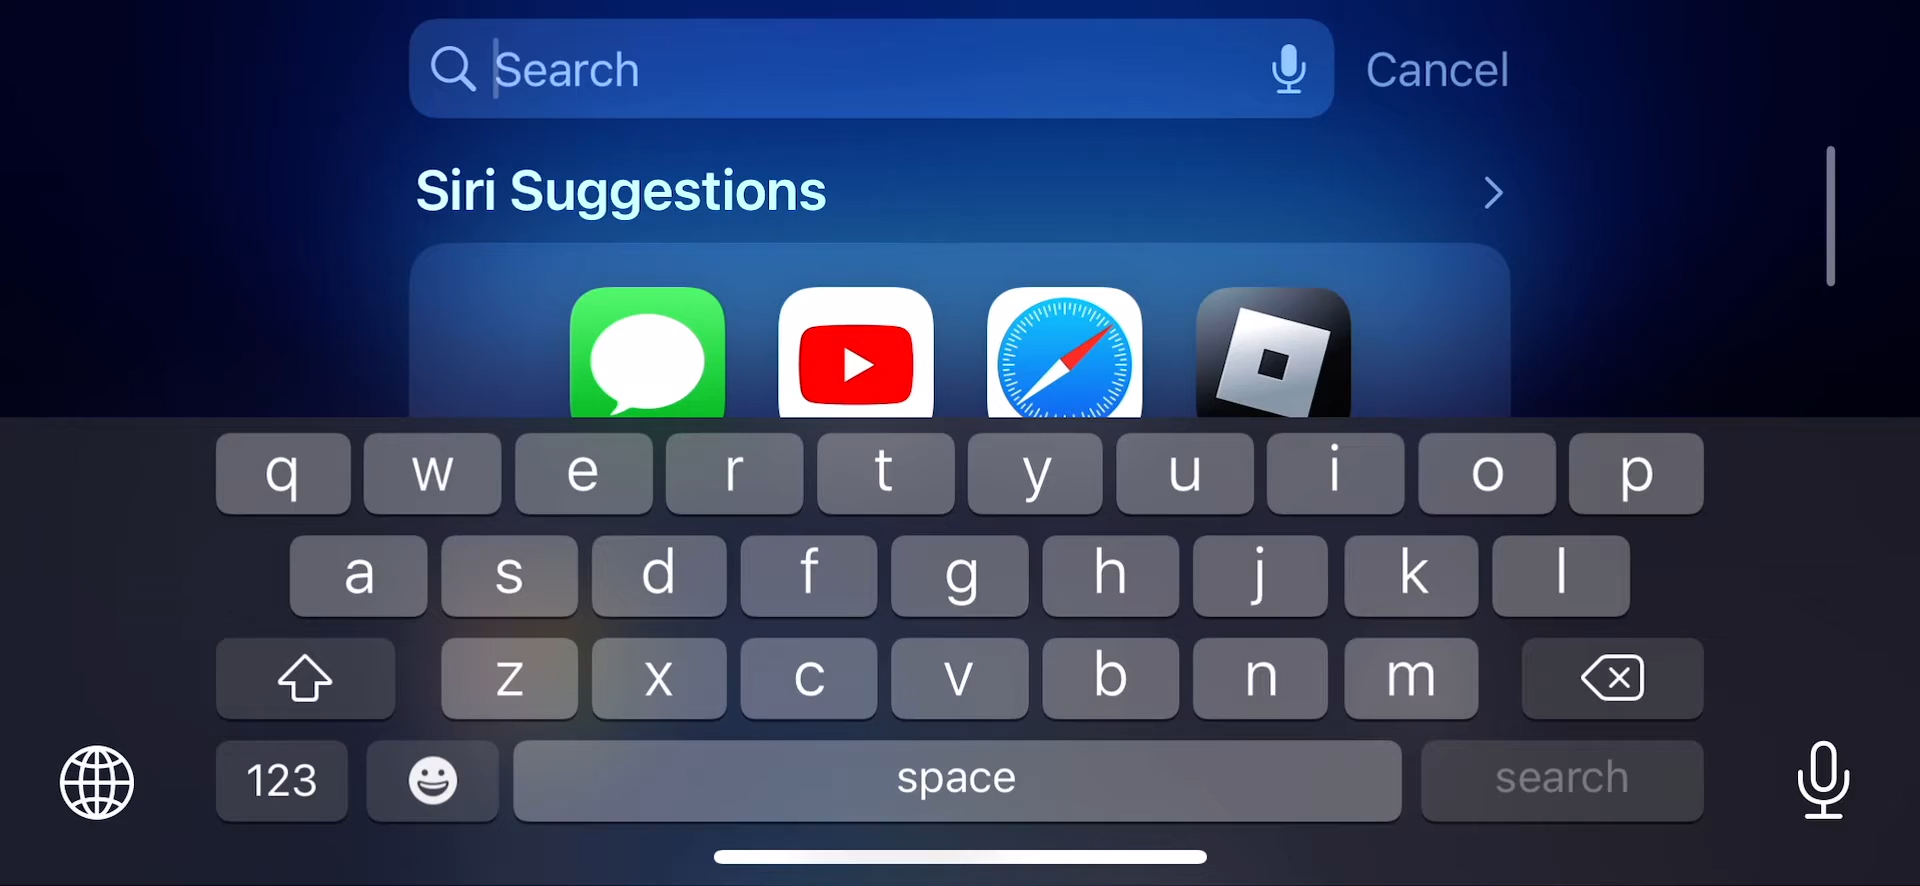 Search
Cancel
Siri Suggestions
q w e r t y u i o p
a s d f g h j k l
z x c v b n m
123
space
search